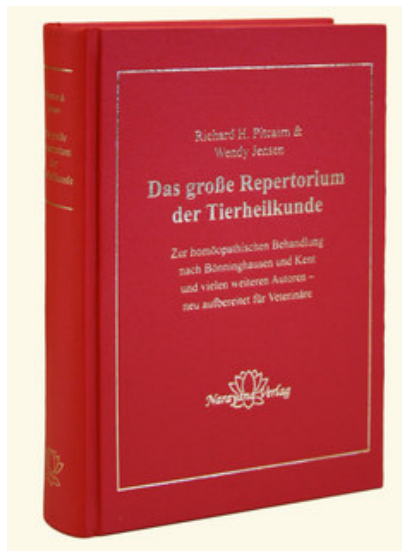 Richard H. Pitcairn &
Wendy Jensen
Das große Repertorium
der Tierheilkunde
Zur homöopathischen Behandlung
nach Bönninghausen und Kent
und vielen weiteren Autoren –
neu aufbereitet für Veterinäre
Narayana Verlag